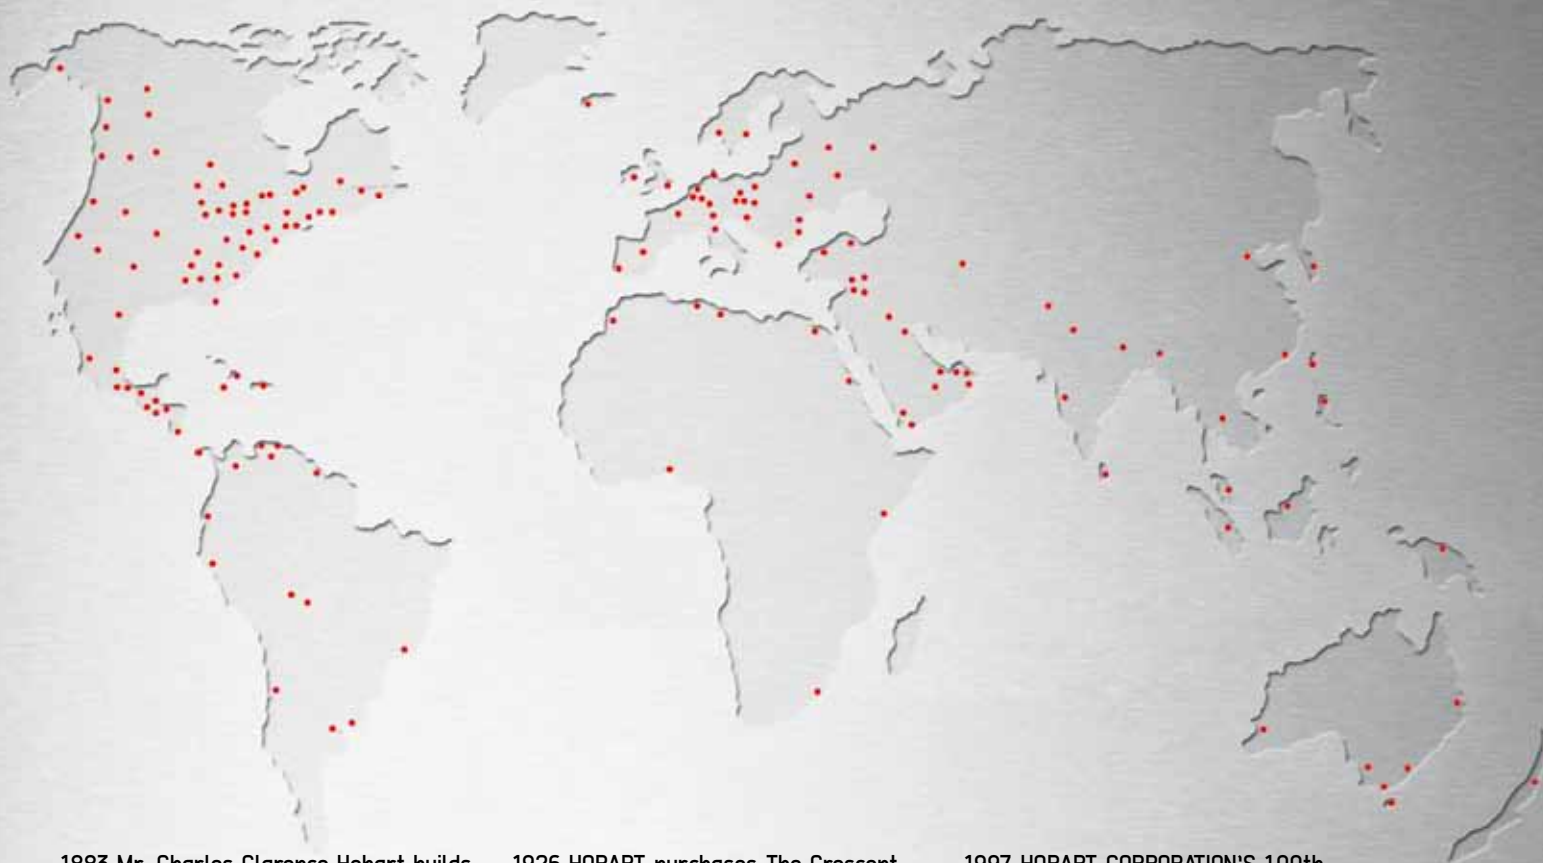 1883 Mr. Charles Clarence Hobart builds
1926 HOBART purchases The Crescent
1997 HOBART CORPORATION'S 100th